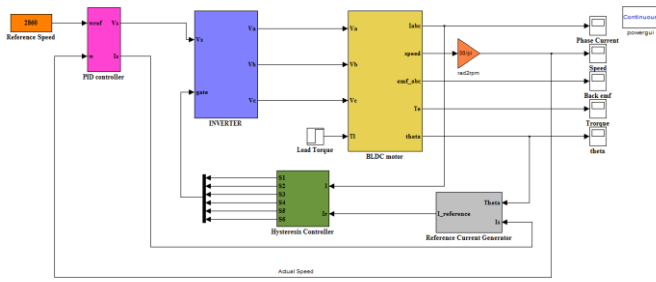 2860
Reference Speed
wref
w
Vs
Is
PID controller
Vs
gate
Va
Vb
Vc
INVERTER
Va
Vb
Vc
Tl
Iabc
speed
emf_abc
Te
theta
BLDC motor
Load Torque
30/pi
rad2rpm
Phase Current
Speed
Back emf
Trorque
theta
Continuous
powergui
S1
S2
S3
S4
S5
S6
I
Ir
Hysteresis Controller
I_reference
Theta
Is
Reference Current Generator
Actual Speed